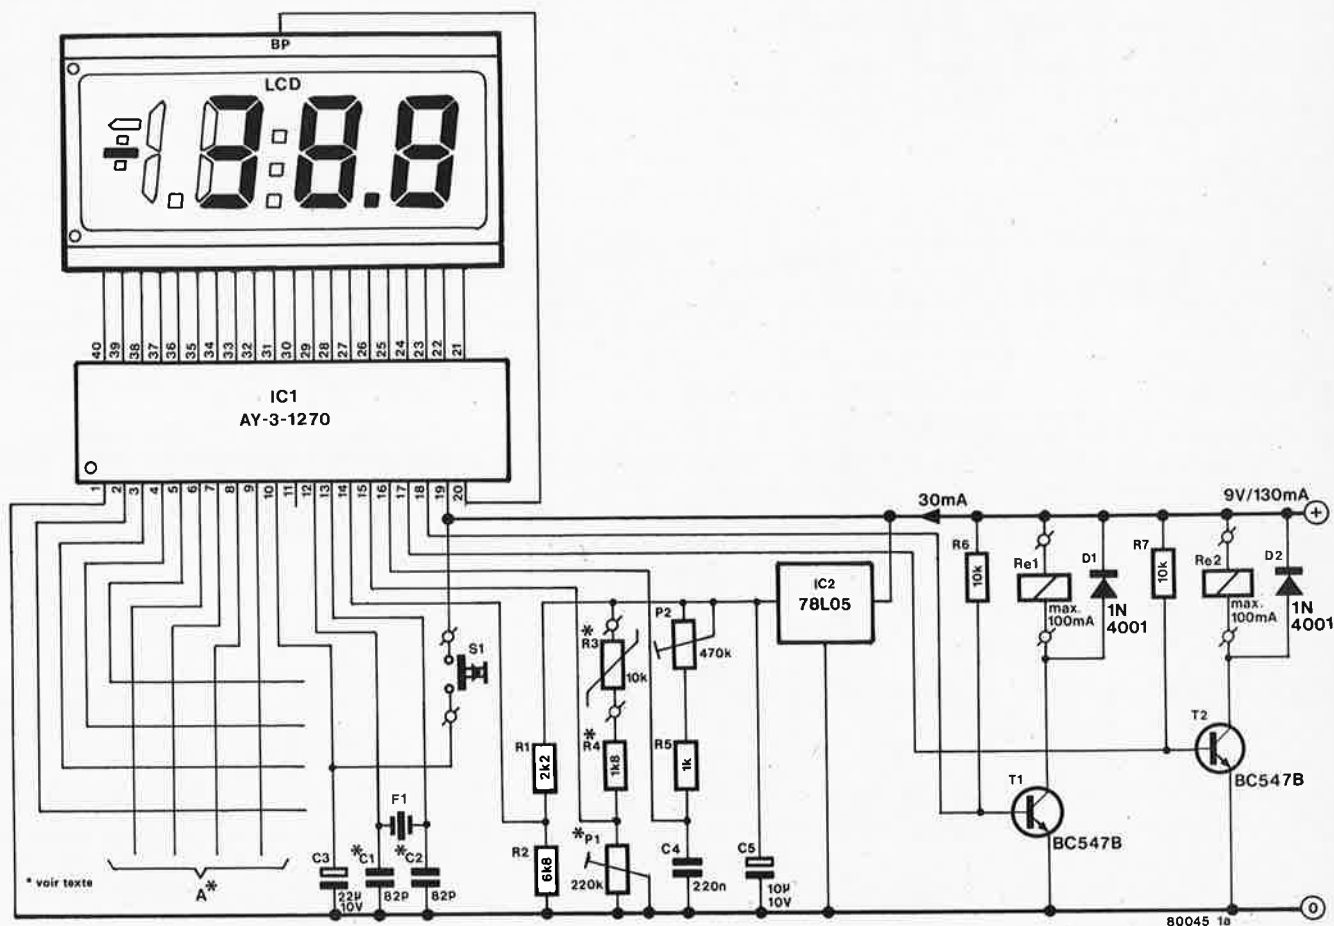 BP
LCD
40 39 38 37 36 35 34 33 32 31 30 29 28 27 26 25 24 23 22 21
IC1
AY-3-1270
1 2 3 4 5 6 7 8 9 10 11 12 13 14 15 16 17 18 19 20
30mA
9V/130mA
+
R6
10k
Re1
max.
100mA
D1
1N
4001
R7
10k
Re2
max.
100mA
D2
1N
4001
IC2
78L05
P2
470k
*
R3
10k
S1
R1
2k2
*
R4
1k8
R5
1k
T2
BC547B
T1
BC547B
F1
R2
6k8
*P1
220k
C4
220n
C5
10µ
10V
C3
22µ
10V
*C1
82p
*C2
82p
* voir texte
A*
0
80045 1a